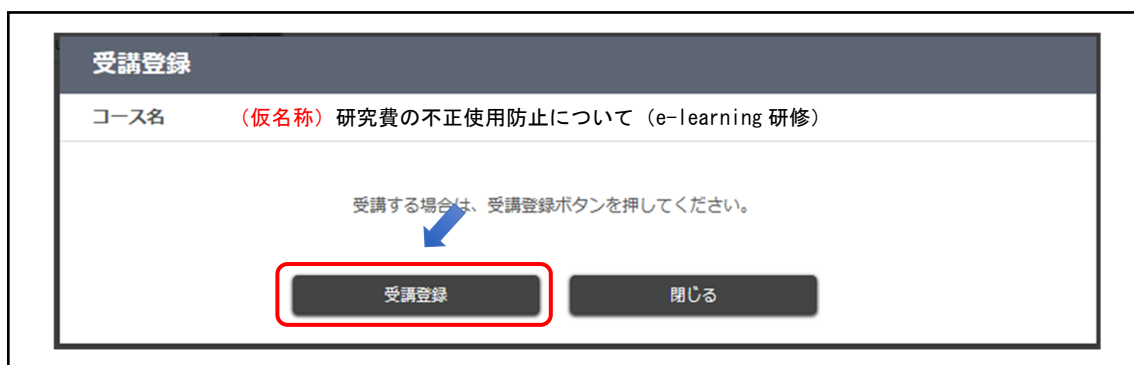 受講登録
コース名 （仮名称）研究費の不正使用防止について（e-learning 研修）
受講する場合は、受講登録ボタンを押してください。
受講登録 閉じる